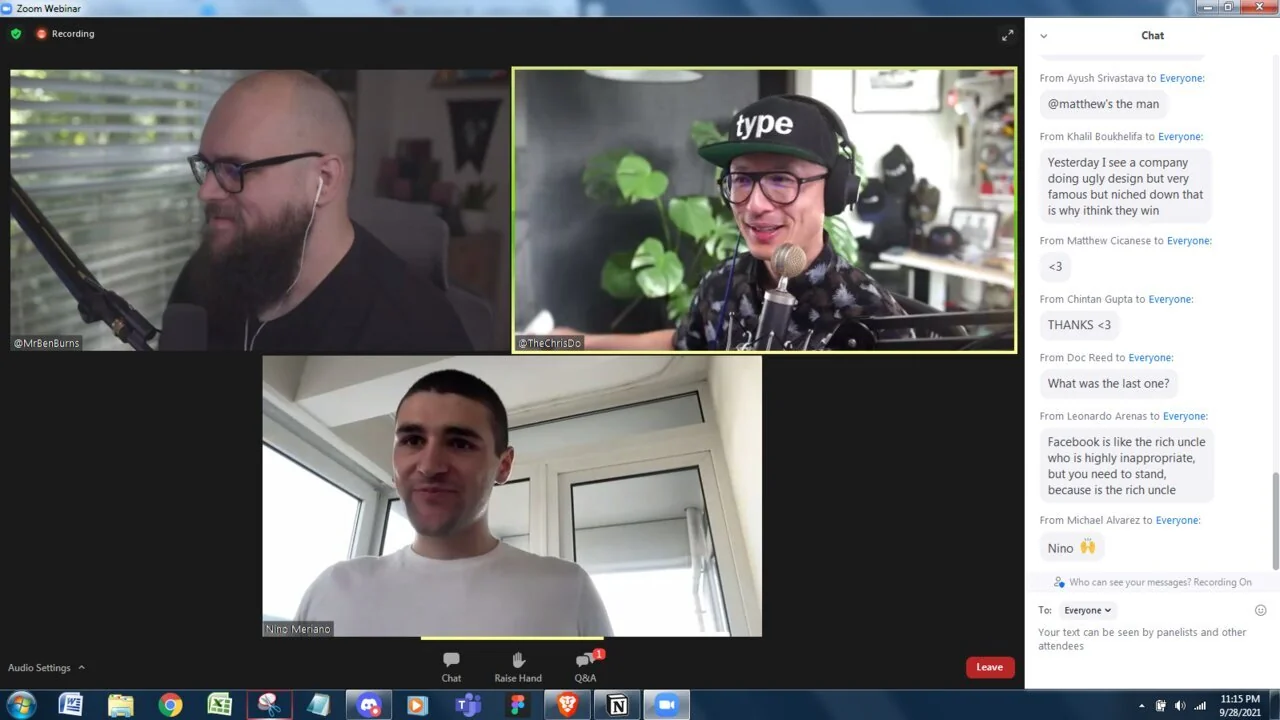 Zoom Webinar
Recording
type
@MrBenBurns
@TheChrisDo
Nino Meriano
Chat
From Ayush Srivastava to Everyone:
@matthew's the man
From Khalil Boukhelifa to Everyone:
Yesterday I see a company
doing ugly design but very
famous but niched down that
is why ithink they win
From Matthew Cicanese to Everyone:
<3
From Chintan Gupta to Everyone:
THANKS <3
From Doc Reed to Everyone:
What was the last one?
From Leonardo Arenas to Everyone:
Facebook is like the rich uncle
who is highly inappropriate,
but you need to stand,
because is the rich uncle
From Michael Alvarez to Everyone:
Nino 🙌
Who can see your messages? Recording On
To: Everyone
Your text can be seen by panelists and other
attendees
Audio Settings
Chat
Raise Hand
Q&A
1
Leave
11:15 PM
9/28/2021